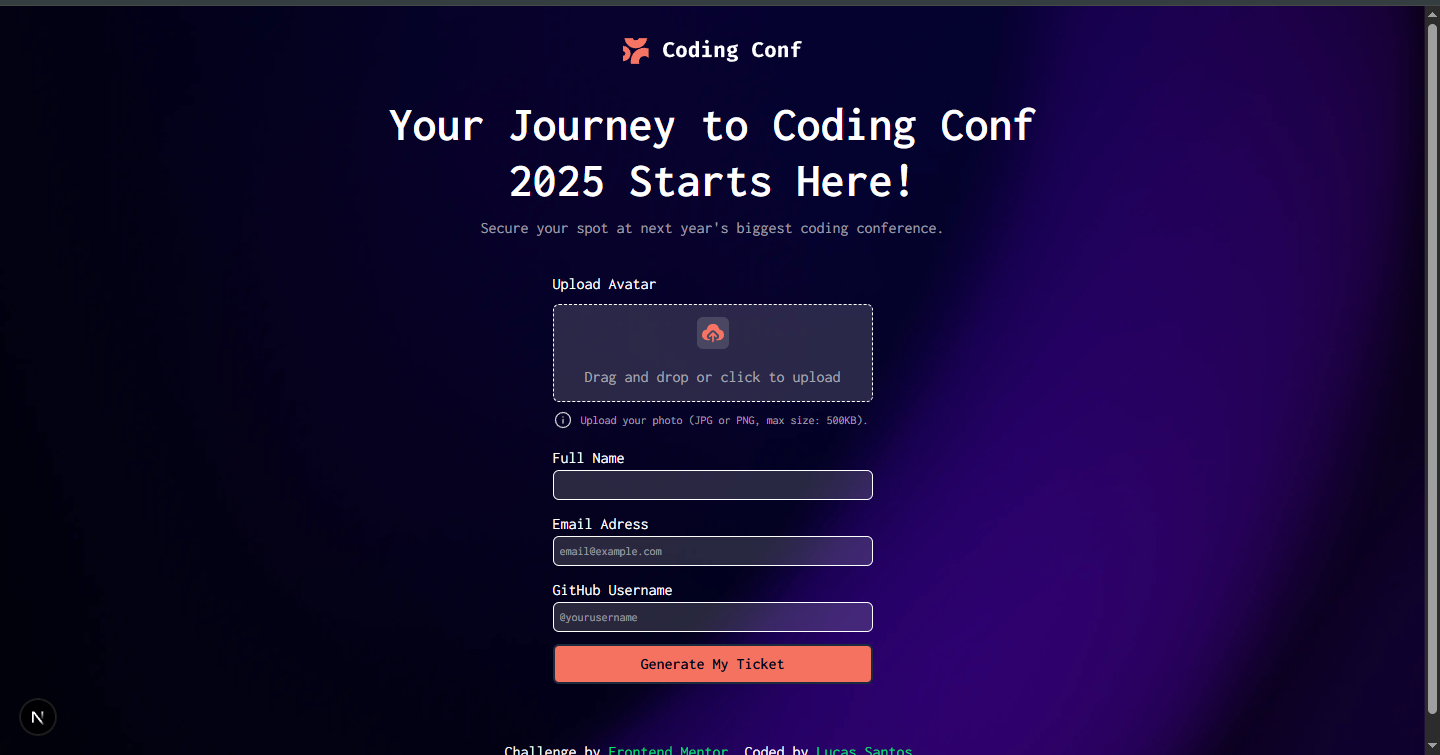 Coding Conf
Your Journey to Coding Conf
2025 Starts Here!
Secure your spot at next year's biggest coding conference.
Upload Avatar
Drag and drop or click to upload
Upload your photo (JPG or PNG, max size: 500KB).
Full Name
Email Adress
email@example.com
GitHub Username
@yourusername
Generate My Ticket
N
Challenge by Frontend Mentor. Coded by Lucas Santos.